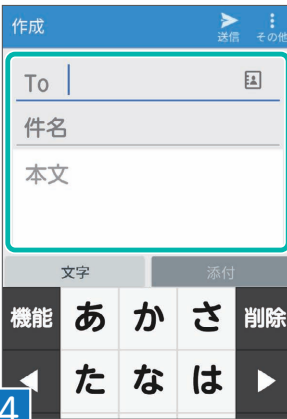 作成
送信 その他
To
件名
本文
文字 添付
機能 あ か さ 削除
た な は
4